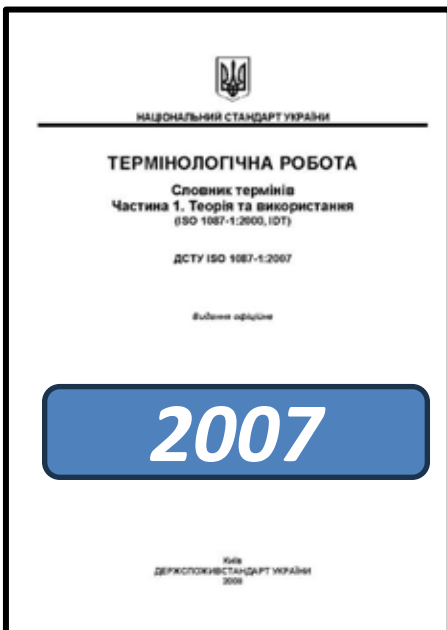 НАЦІОНАЛЬНИЙ СТАНДАРТ УКРАЇНИ
ТЕРМІНОЛОГІЧНА РОБОТА
Словник термінів
Частина 1. Теорія та використання
(ISO 1087-1:2000, IDT)
ДСТУ ISO 1087-1:2007
Видання офіційне
2007
Київ
ДЕРЖСПОЖИВСТАНДАРТ УКРАЇНИ